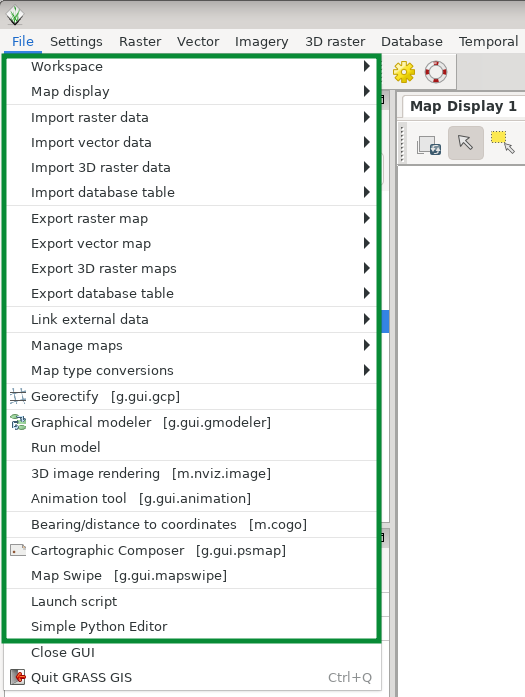 File Settings Raster Vector Imagery 3D raster Database Temporal
Map Display 1
Workspace
Map display
Import raster data
Import vector data
Import 3D raster data
Import database table
Export raster map
Export vector map
Export 3D raster maps
Export database table
Link external data
Manage maps
Map type conversions
Georectify [g.gui.gcp]
Graphical modeler [g.gui.gmodeler]
Run model
3D image rendering [m.nviz.image]
Animation tool [g.gui.animation]
Bearing/distance to coordinates [m.cogo]
Cartographic Composer [g.gui.psmap]
Map Swipe [g.gui.mapswipe]
Launch script
Simple Python Editor
Close GUI
Quit GRASS GIS Ctrl+Q